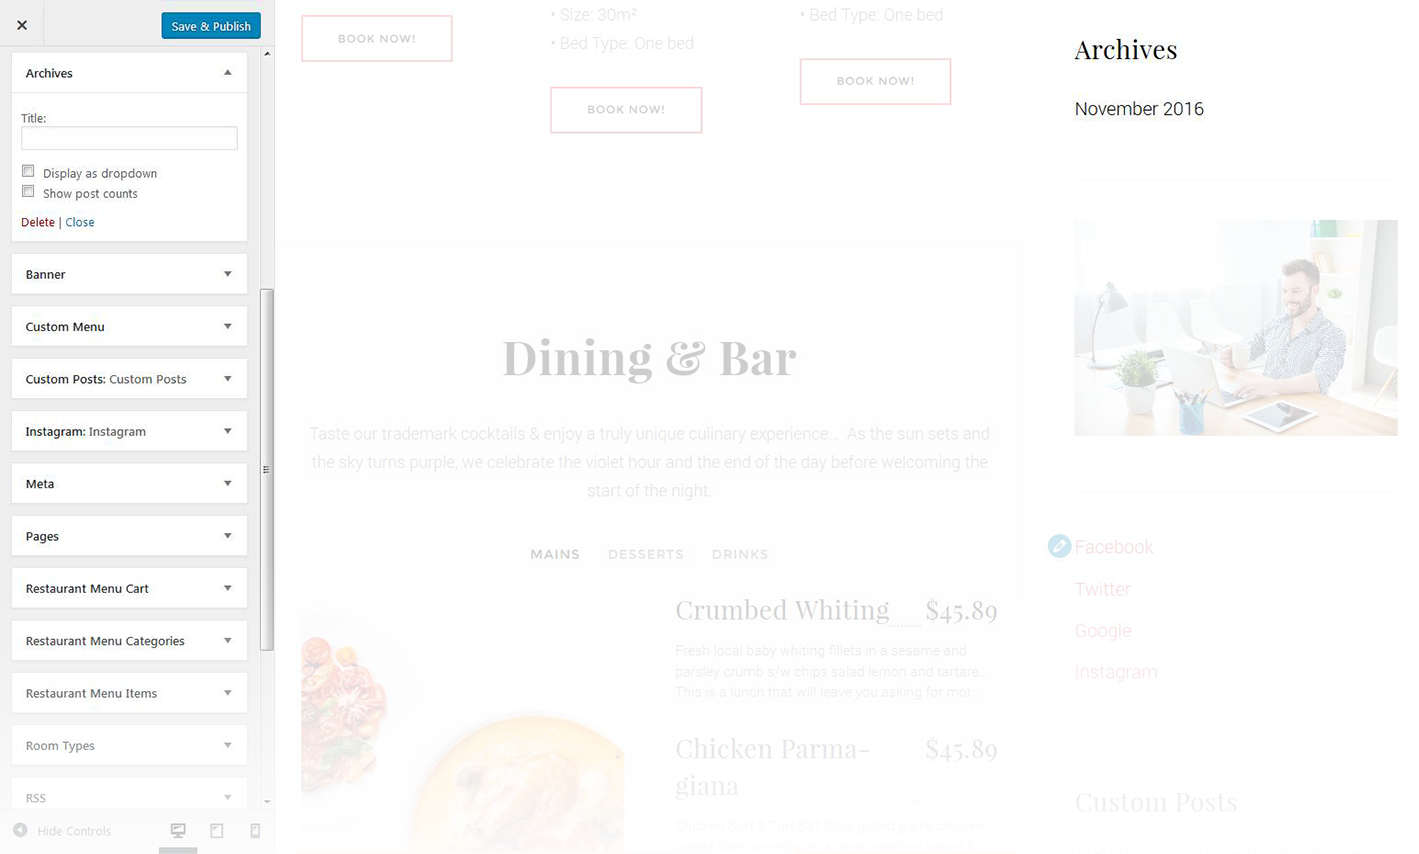 Save & Publish
Archives
Title:
Display as dropdown
Show post counts
Delete | Close
Banner
Custom Menu
Custom Posts: Custom Posts
Instagram: Instagram
Meta
Pages
Restaurant Menu Cart
Restaurant Menu Categories
Restaurant Menu Items
Room Types
RSS
Hide Controls
BOOK NOW!
• Size: 30m²
• Bed Type: One bed
BOOK NOW!
• Bed Type: One bed
BOOK NOW!
Dining & Bar
Taste our trademark cocktails & enjoy a truly unique culinary experience... As the sun sets and
the sky turns purple, we celebrate the violet hour and the end of the day before welcoming the
start of the night.
MAINS DESSERTS DRINKS
Crumbed Whiting $45.89
Fresh local baby whiting fillets in a sesame and
parsley crumb s/w chips salad lemon and tartare...
This is a lunch that will leave you asking for mor...
Chicken Parma- $45.89
giana
Archives
November 2016
Facebook
Twitter
Google
Instagram
Custom Posts